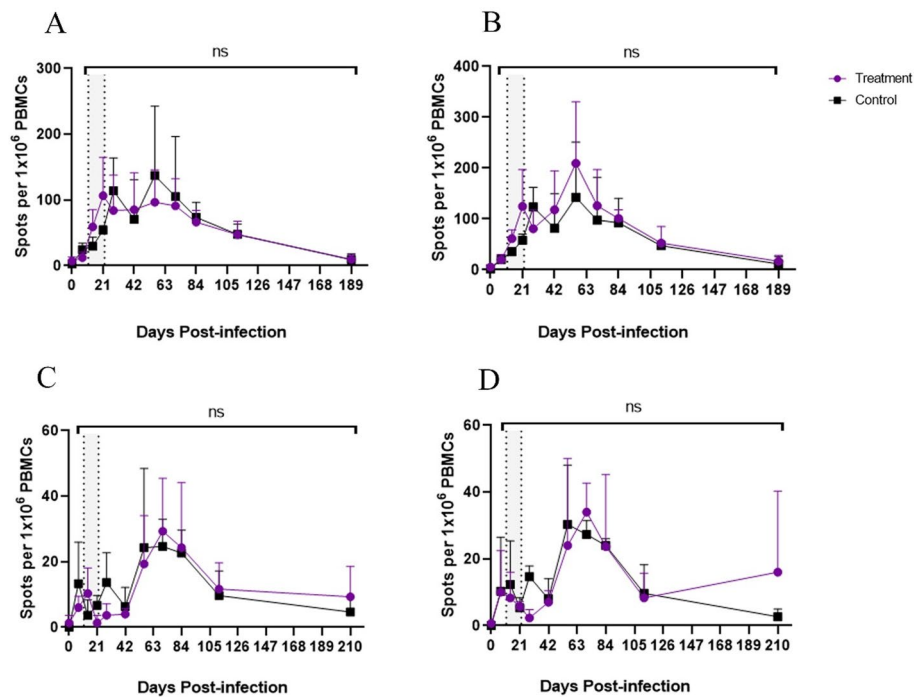 A
ns
Spots per 1x10⁶ PBMCs
300
200
100
0
0 21 42 63 84 105 126 147 168 189
Days Post-infection
B
ns
Spots per 1x10⁶ PBMCs
400
300
200
100
0
0 21 42 63 84 105 126 147 168 189
Days Post-infection
Treatment
Control
C
ns
Spots per 1x10⁶ PBMCs
60
40
20
0
0 21 42 63 84 105 126 147 168 189 210
Days Post-infection
D
ns
Spots per 1x10⁶ PBMCs
60
40
20
0
0 21 42 63 84 105 126 147 168 189 210
Days Post-infection